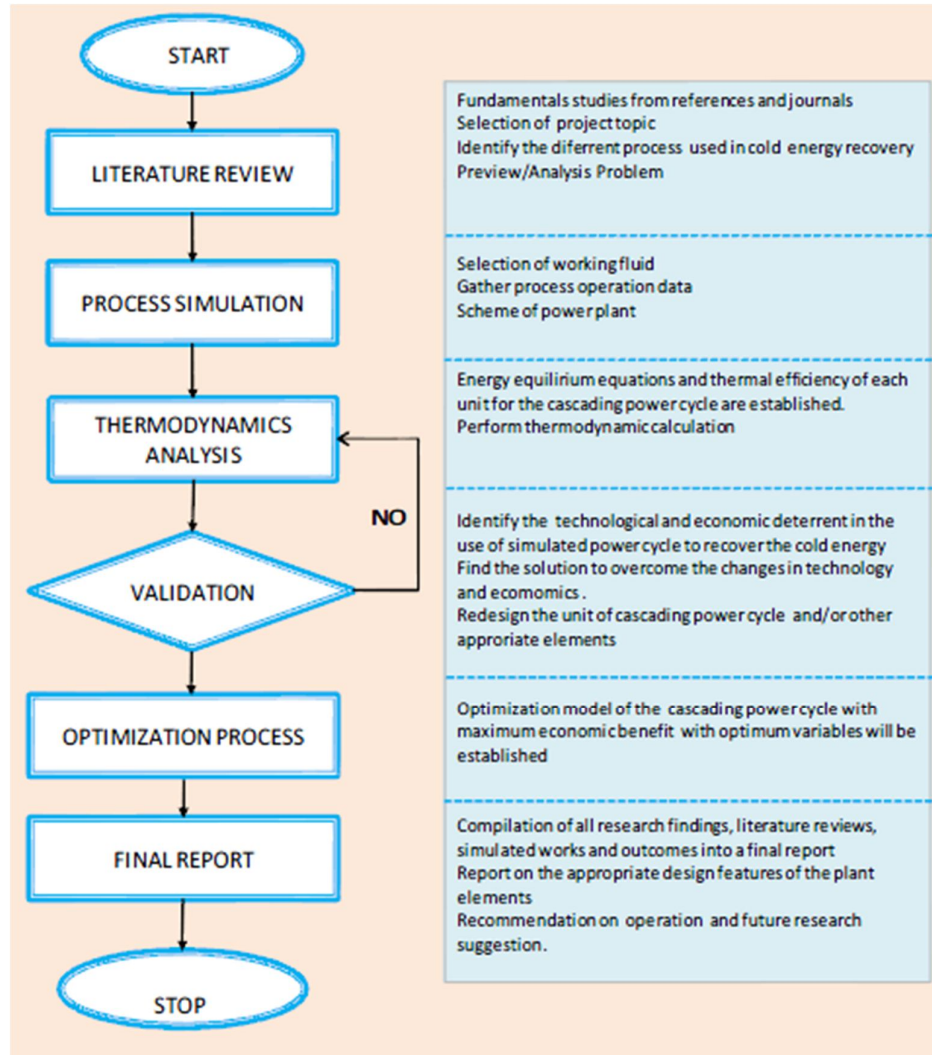 START
LITERATURE REVIEW
Fundamentals studies from references and journals
Selection of project topic
Identify the diferrent process used in cold energy recovery
Preview/Analysis Problem
PROCESS SIMULATION
Selection of working fluid
Gather process operation data
Scheme of power plant
THERMODYNAMICS
ANALYSIS
Energy equilirium equations and thermal efficiency of each
unit for the cascading power cycle are established.
Perform thermodynamic calculation
NO
VALIDATION
Identify the technological and economic deterrent in the
use of simulated power cycle to recover the cold energy
Find the solution to overcome the changes in technology
and ecomomics .
Redesign the unit of cascading power cycle and/or other
approriate elements
OPTIMIZATION PROCESS
Optimization model of the cascading power cycle with
maximum economic benefit with optimum variables will be
established
FINAL REPORT
Compilation of all research findings, literature reviews,
simulated works and outcomes into a final report
Report on the appropriate design features of the plant
elements
Recommendation on operation and future research
suggestion.
STOP